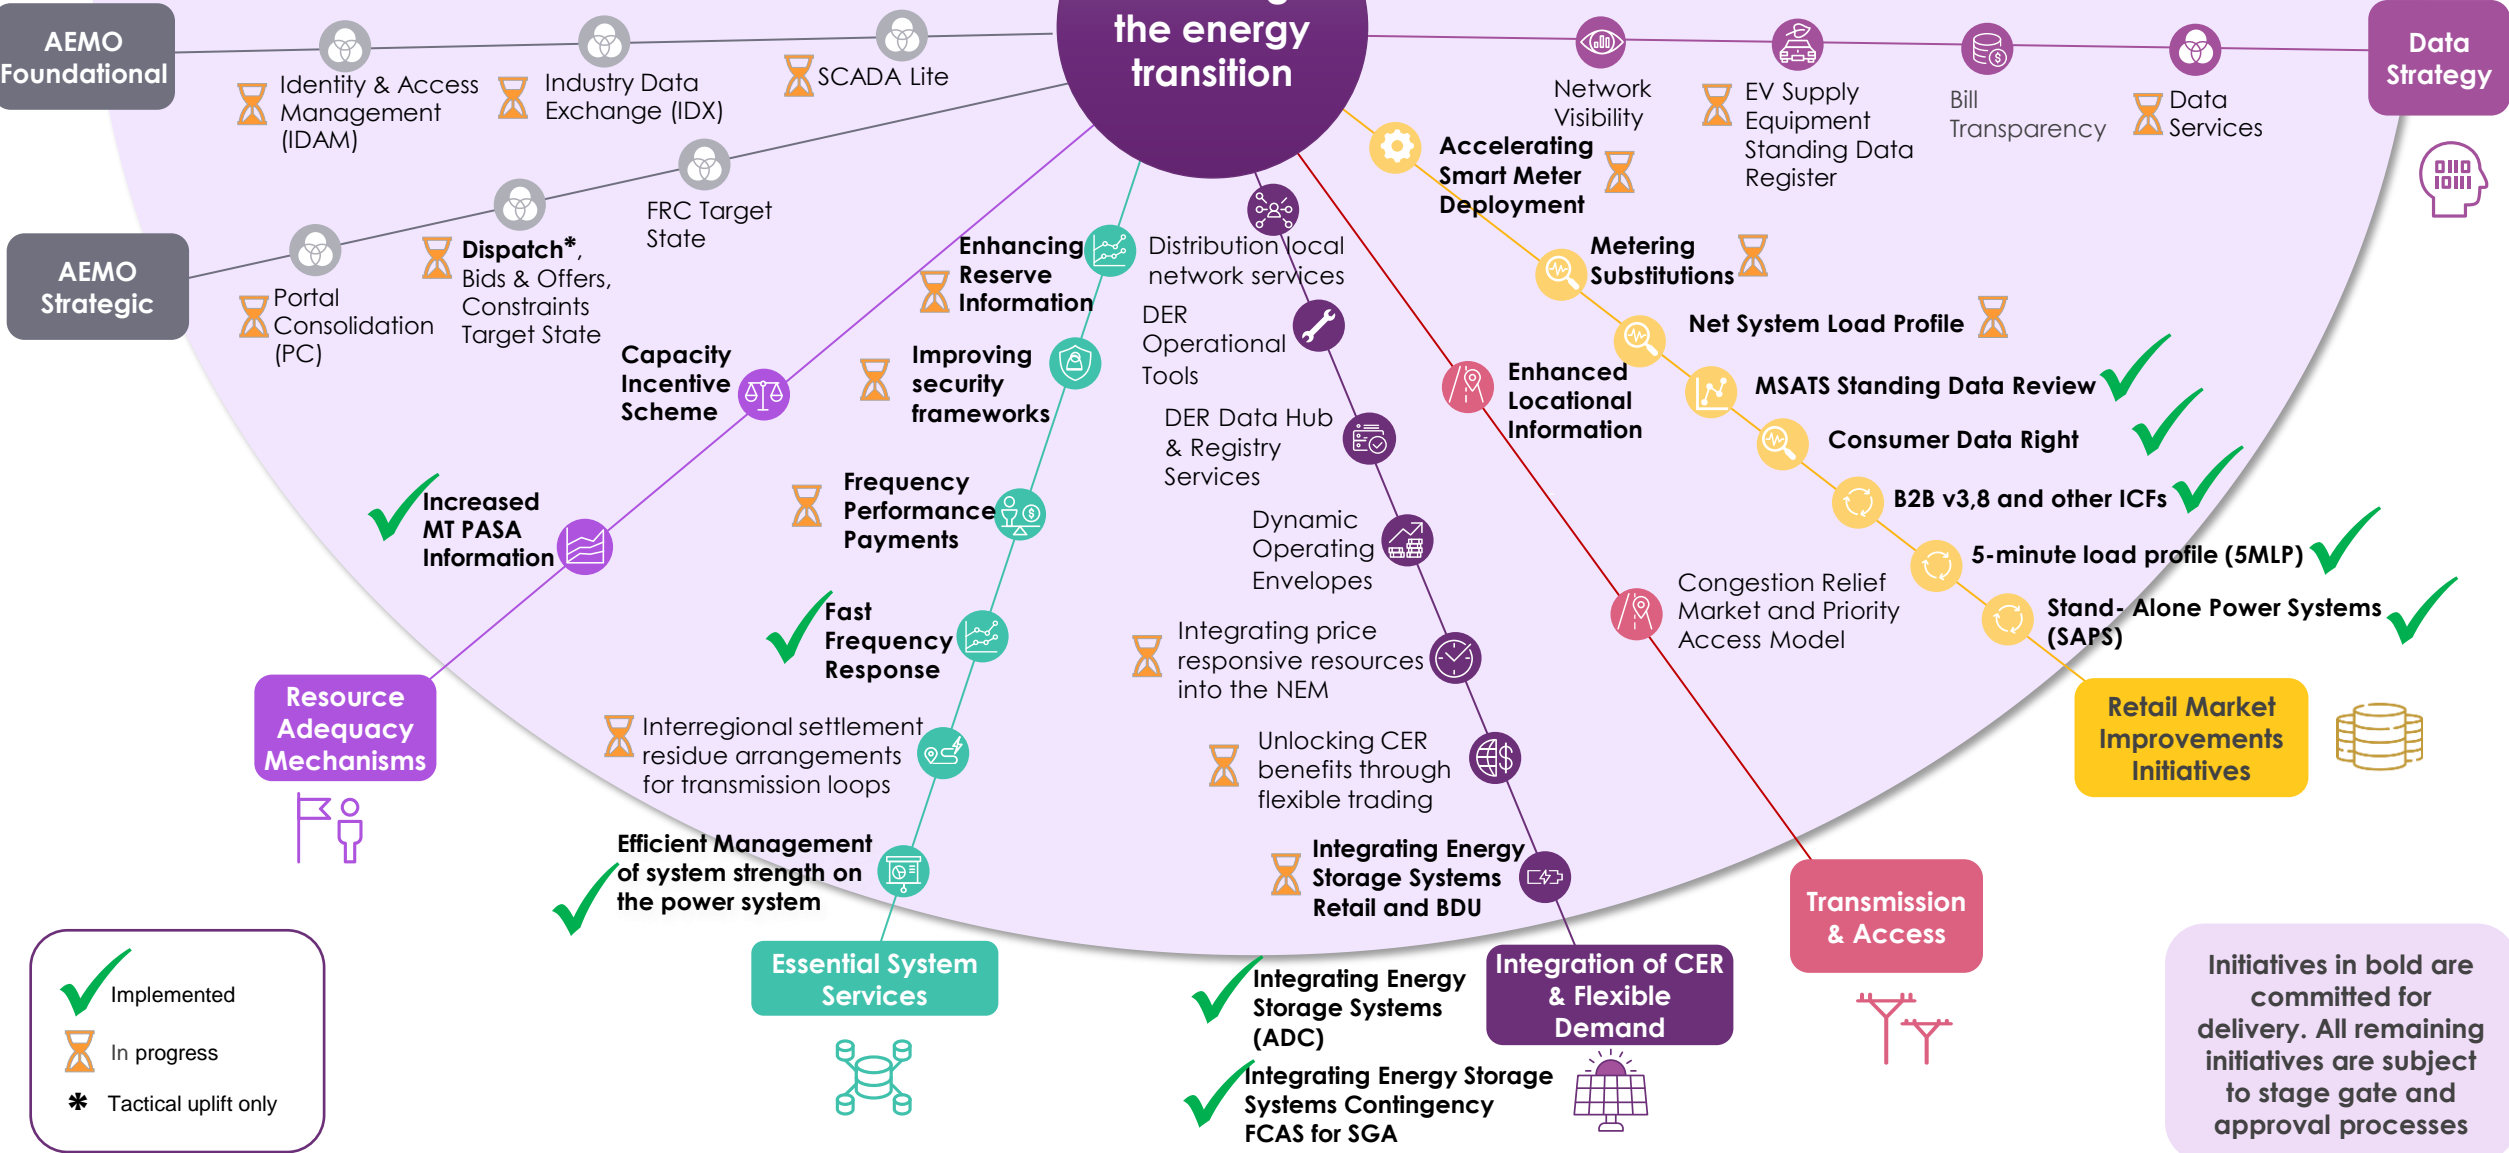 the energy
transition
AEMO
Foundational
Identity & Access
Management
(IDAM)
Industry Data
Exchange (IDX)
SCADA Lite
Network
Visibility
EV Supply
Equipment
Standing Data
Register
Bill
Transparency
Data
Services
Data
Strategy
AEMO
Strategic
Portal
Consolidation
(PC)
Dispatch*,
Bids & Offers,
Constraints
Target State
FRC Target
State
Capacity
Incentive
Scheme
Increased
MT PASA
Information
Resource
Adequacy
Mechanisms
Enhancing
Reserve
Information
Improving
security
frameworks
Frequency
Performance
Payments
Fast
Frequency
Response
Interregional settlement
residue arrangements
for transmission loops
Efficient Management
of system strength on
the power system
Essential System
Services
Distribution local
network services
DER
Operational
Tools
DER Data Hub
& Registry
Services
Dynamic
Operating
Envelopes
Integrating price
responsive resources
into the NEM
Unlocking CER
benefits through
flexible trading
Integrating Energy
Storage Systems
Retail and BDU
Integrating Energy
Storage Systems
(ADC)
Integrating Energy Storage
Systems Contingency
FCAS for SGA
Integration of CER
& Flexible
Demand
Enhanced
Locational
Information
Congestion Relief
Market and Priority
Access Model
Transmission
& Access
Accelerating
Smart Meter
Deployment
Metering
Substitutions
Net System Load Profile
MSATS Standing Data Review
Consumer Data Right
B2B v3,8 and other ICFs
5-minute load profile (5MLP)
Stand- Alone Power Systems
(SAPS)
Retail Market
Improvements
Initiatives
Implemented
In progress
* Tactical uplift only
Initiatives in bold are
committed for
delivery. All remaining
initiatives are subject
to stage gate and
approval processes